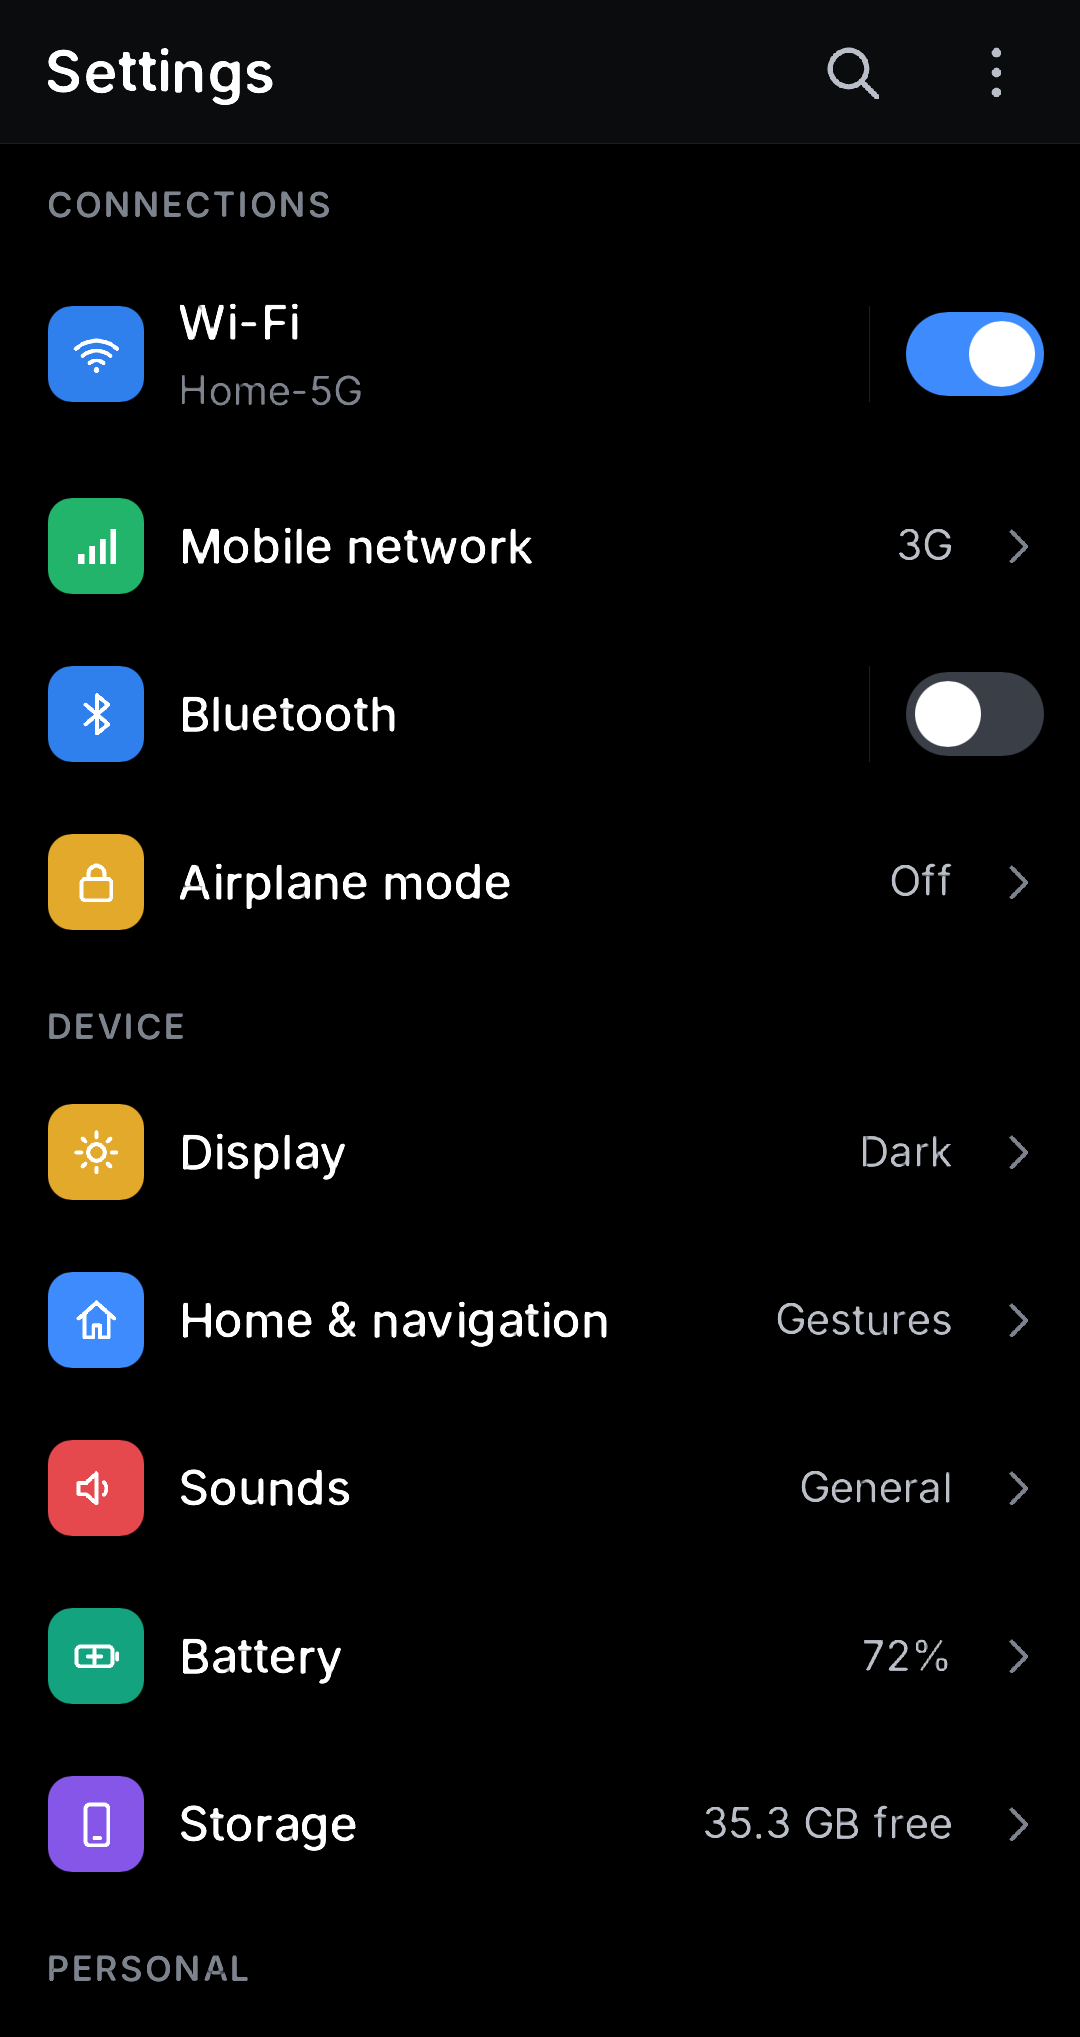 Settings
CONNECTIONS
Wi-Fi
Home-5G
Mobile network 3G
Bluetooth
Airplane mode Off
DEVICE
Display Dark
Home & navigation Gestures
Sounds General
Battery 72%
Storage 35.3 GB free
PERSONAL